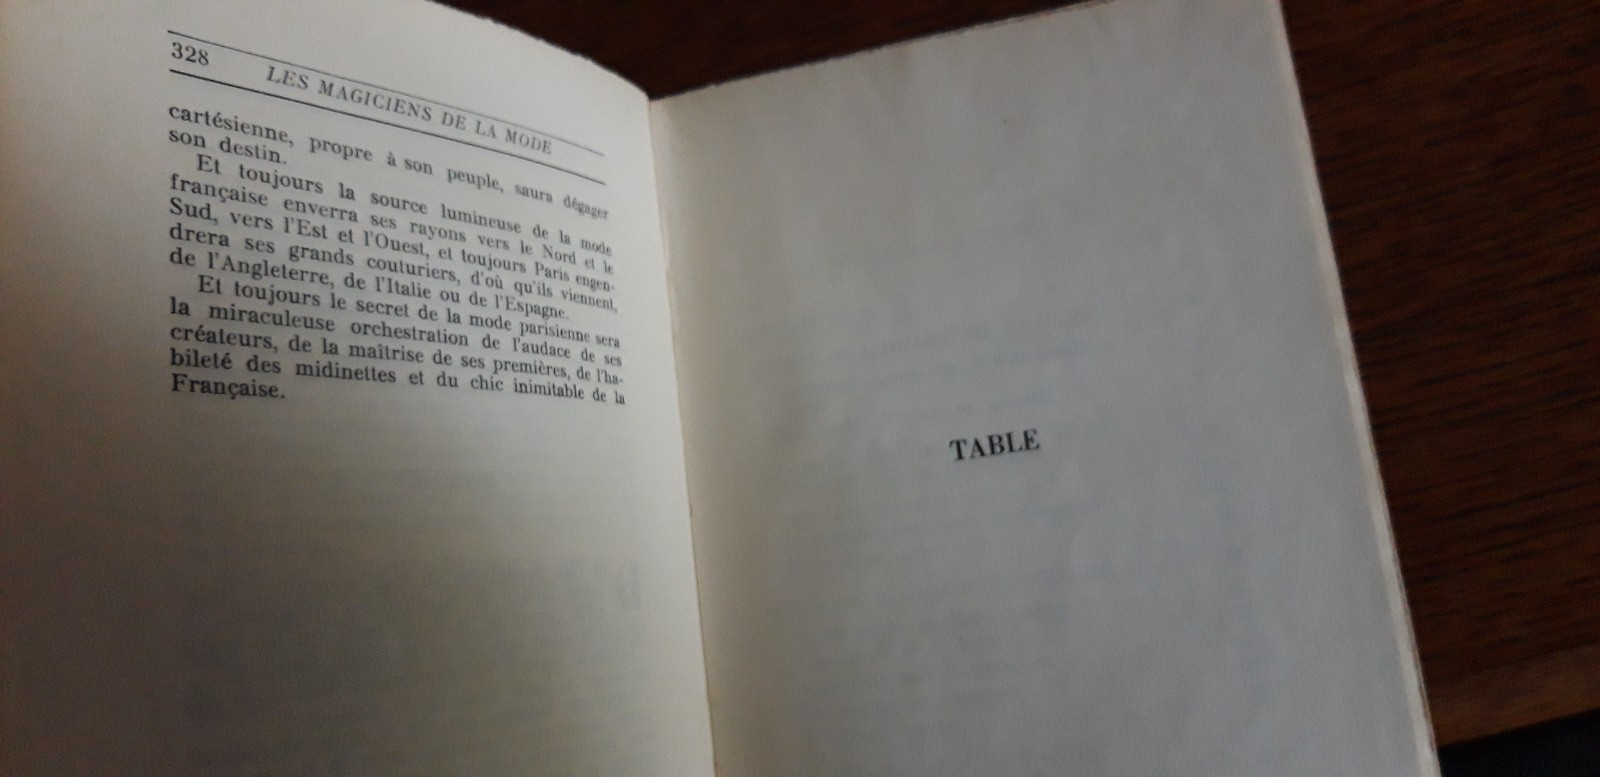 328
LES MAGICIENS DE LA MODE
cartésienne, propre à son peuple, saura dégager
son destin.
Et toujours la source lumineuse de la mode
française enverra ses rayons vers le Nord et le
Sud, vers l'Est et l'Ouest, et toujours Paris engen-
drera ses grands couturiers, d'où qu'ils viennent,
de l'Angleterre, de l'Italie ou de l'Espagne.
Et toujours le secret de la mode parisienne sera
la miraculeuse orchestration de l'audace de ses
créateurs, de la maîtrise de ses premières, de l'ha-
bileté des midinettes et du chic inimitable de la
Française.
TABLE